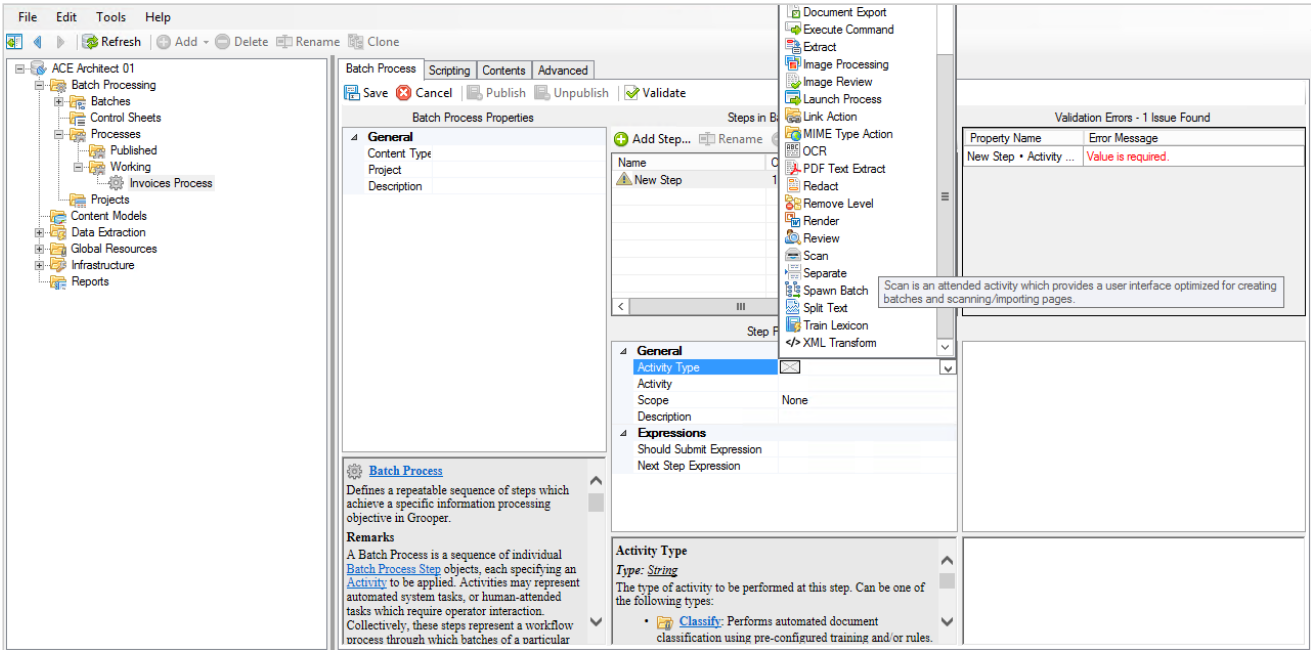 File Edit Tools Help
Refresh Add Delete Rename Clone
ACE Architect 01
Batch Processing
Batches
Control Sheets
Processes
Published
Working
Invoices Process
Projects
Content Models
Data Extraction
Global Resources
Infrastructure
Reports
Batch Process Scripting Contents Advanced
Save Cancel Publish Unpublish Validate
Batch Process Properties
General
Content Type
Project
Description
Batch Process
Defines a repeatable sequence of steps which
achieve a specific information processing
objective in Grooper.
Remarks
A Batch Process is a sequence of individual
Batch Process Step objects, each specifying an
Activity to be applied. Activities may represent
automated system tasks, or human-attended
tasks which require operator interaction.
Collectively, these steps represent a workflow
process through which batches of a particular
Steps in B
Add Step... Rename
Name
New Step 1
Step P
General
Activity Type
Activity
Scope None
Description
Expressions
Should Submit Expression
Next Step Expression
Activity Type
Type: String
The type of activity to be performed at this step. Can be one of
the following types:
• Classify: Performs automated document
classification using pre-configured training and/or rules.
Document Export
Execute Command
Extract
Image Processing
Image Review
Launch Process
Link Action
MIME Type Action
OCR
PDF Text Extract
Redact
Remove Level
Render
Review
Scan
Separate
Spawn Batch
Split Text
Train Lexicon
XML Transform
Scan is an attended activity which provides a user interface optimized for creating
batches and scanning/importing pages.
Validation Errors - 1 Issue Found
Property Name Error Message
New Step • Activity ... Value is required.